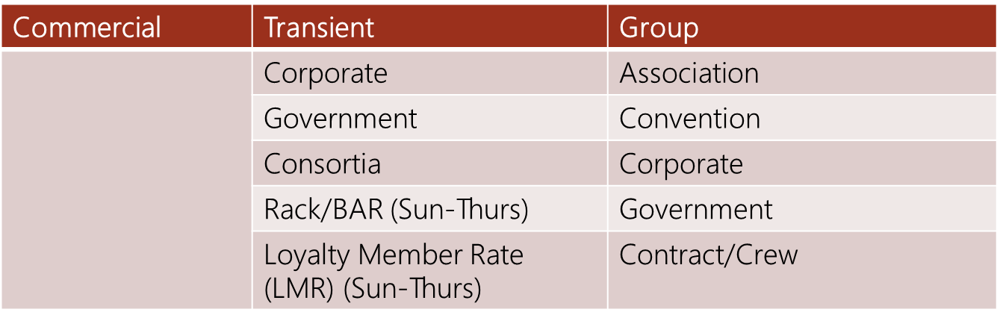 Commercial Transient Group
Corporate Association
Government Convention
Consortia Corporate
Rack/BAR (Sun-Thurs) Government
Loyalty Member Rate Contract/Crew
(LMR) (Sun-Thurs)